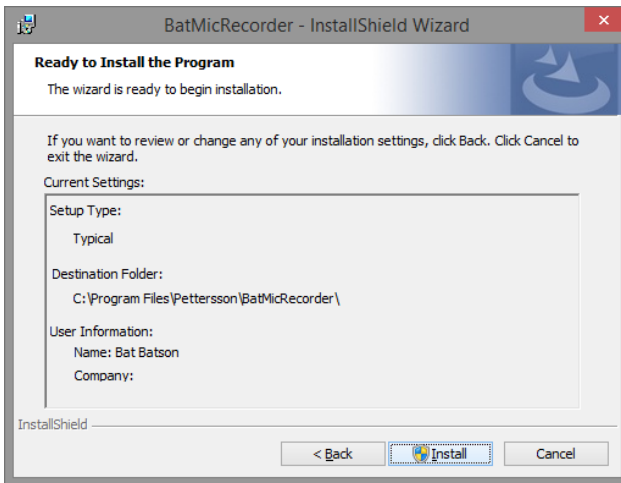 BatMicRecorder - InstallShield Wizard
Ready to Install the Program
The wizard is ready to begin installation.
If you want to review or change any of your installation settings, click Back. Click Cancel to
exit the wizard.
Current Settings:
Setup Type:
Typical
Destination Folder:
C:\Program Files\Pettersson\BatMicRecorder\
User Information:
Name: Bat Batson
Company:
InstallShield
< Back Install Cancel